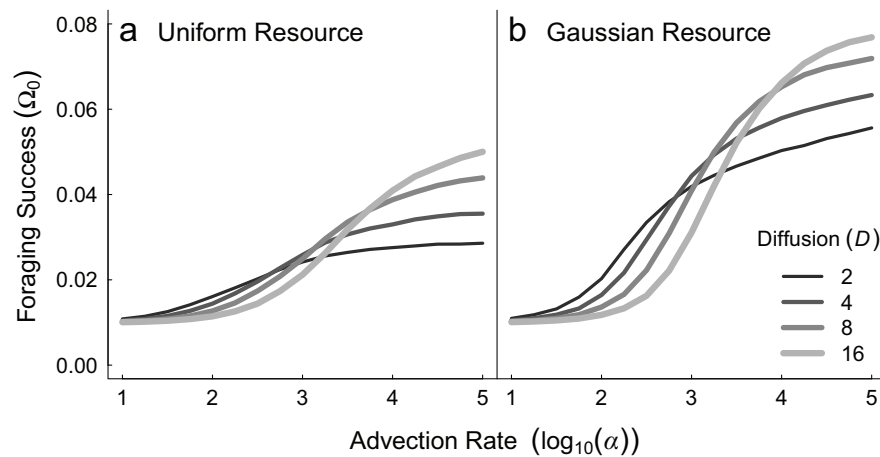 a Uniform Resource
b Gaussian Resource
Foraging Success (Ω₀)
0.08
0.06
0.04
0.02
0.00
Diffusion (D)
2
4
8
16
1 2 3 4 5
1 2 3 4 5
Advection Rate (log₁₀(α))